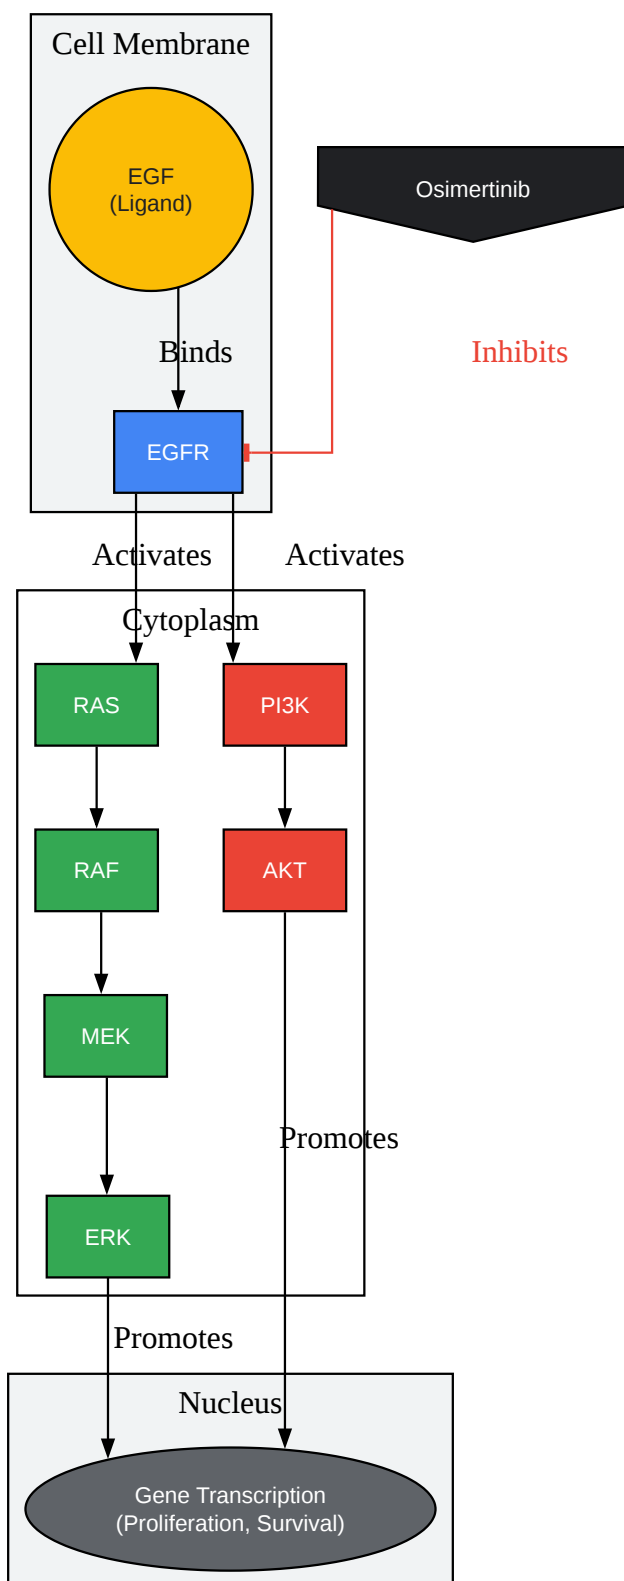 Cell Membrane
EGF
(Ligand)
Osimertinib
Binds
Inhibits
EGFR
Activates
Activates
Cytoplasm
RAS
PI3K
RAF
AKT
MEK
Promotes
ERK
Promotes
Nucleus
Gene Transcription
(Proliferation, Survival)